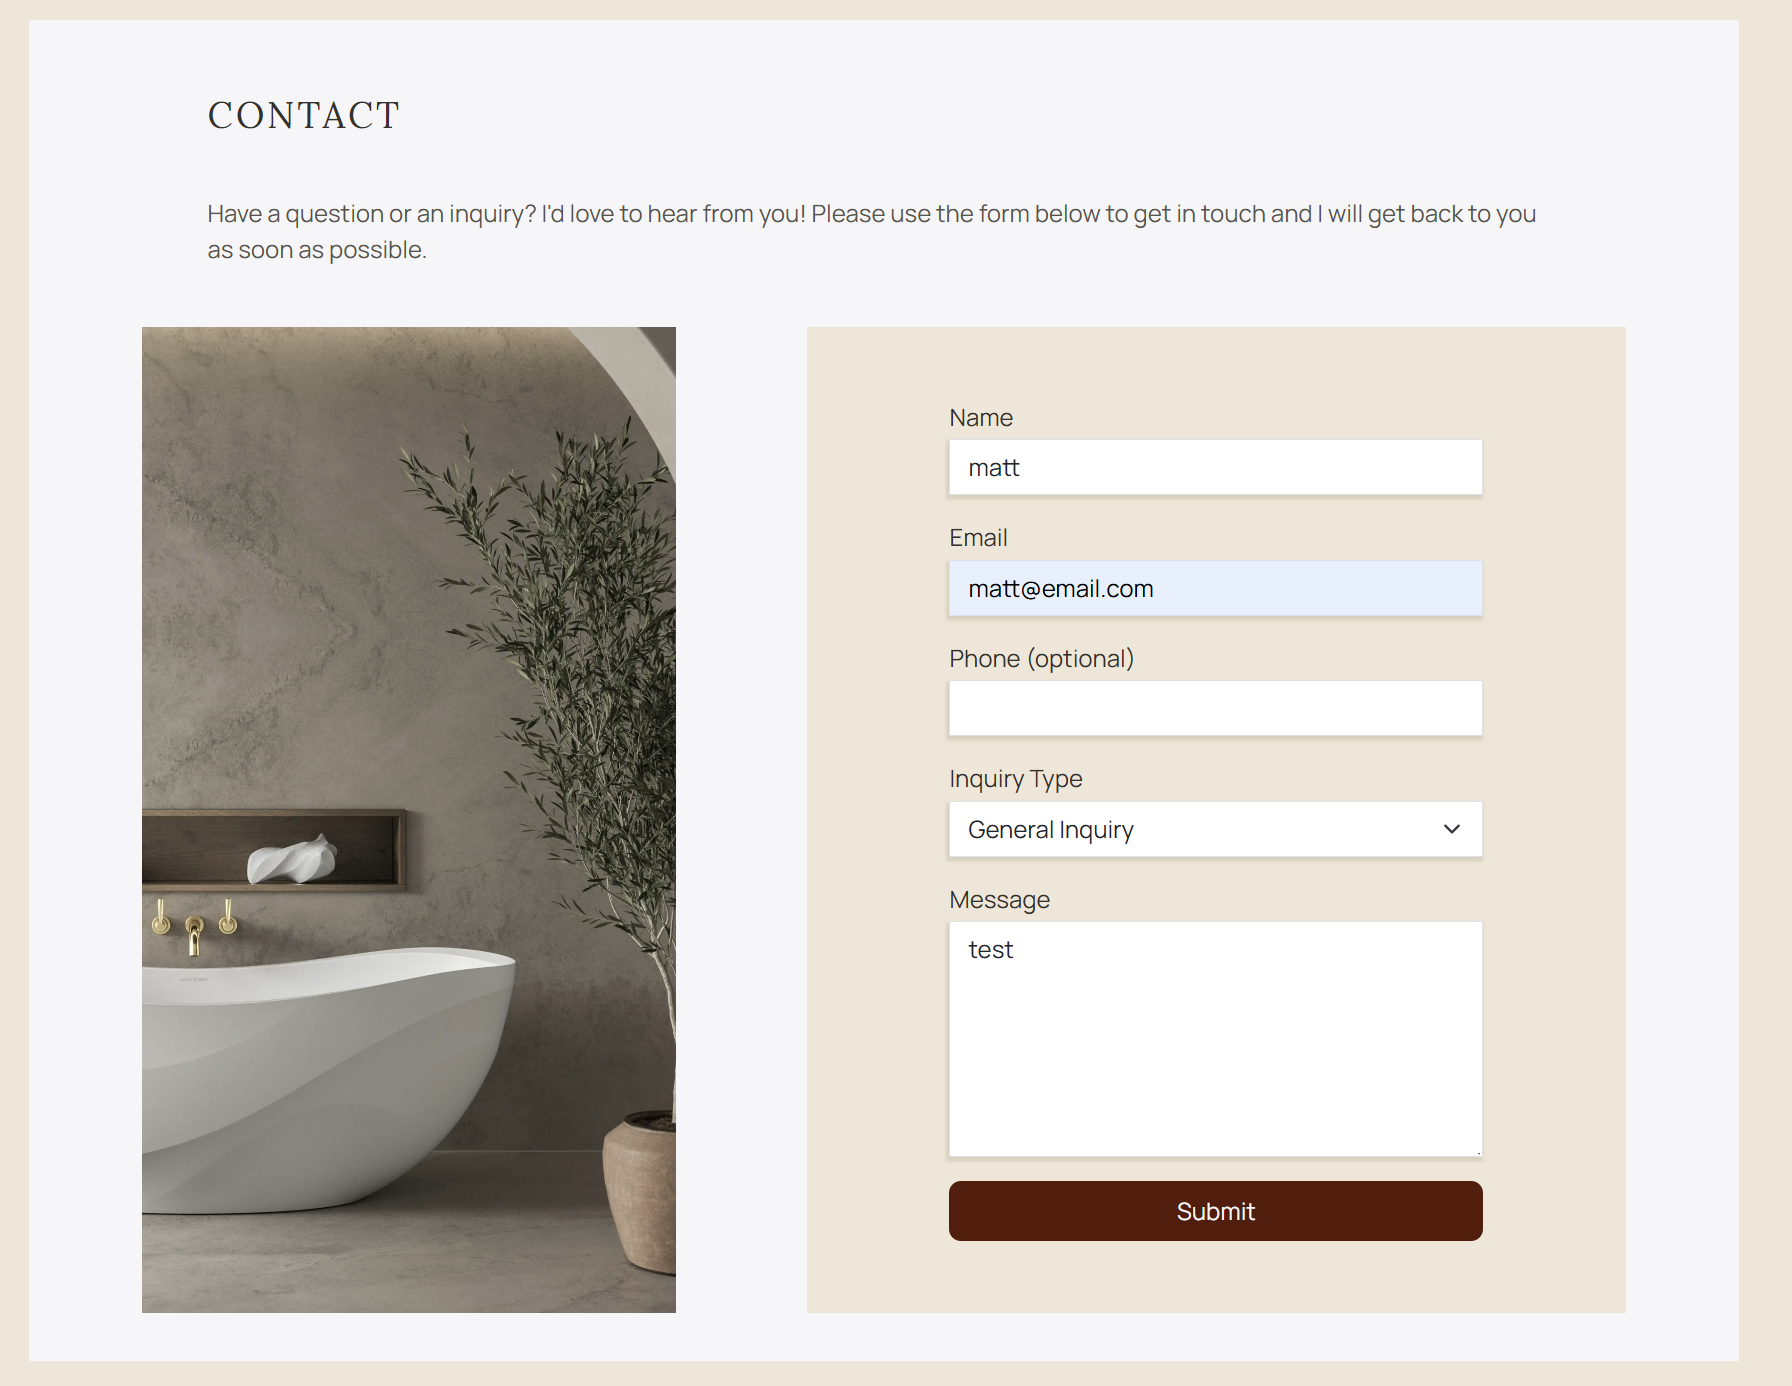 CONTACT
Have a question or an inquiry? I'd love to hear from you! Please use the form below to get in touch and I will get back to you
as soon as possible.
Name
matt
Email
matt@email.com
Phone (optional)
Inquiry Type
General Inquiry
Message
test
Submit